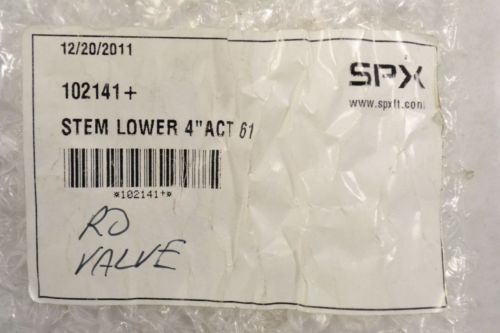 12/20/2011
SPX
102141+
www.spxft.com
STEM LOWER 4" ACT 61
*102141+*
RD
VALVE